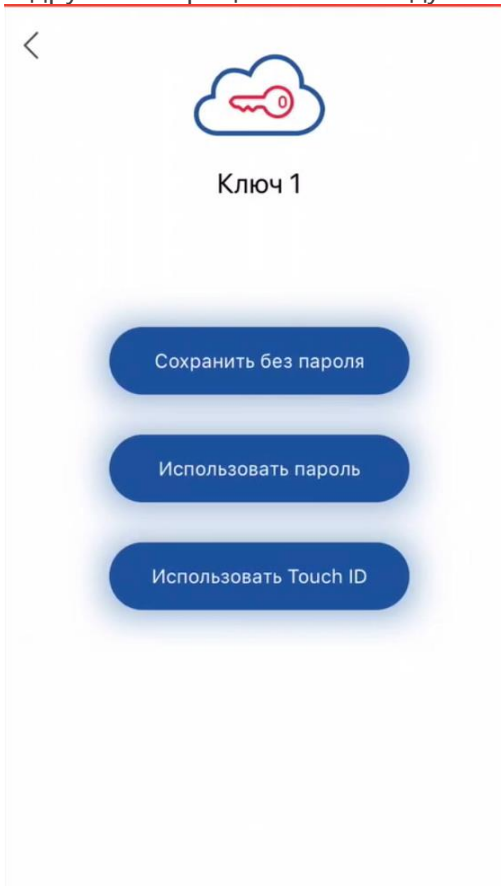 Ключ 1
Сохранить без пароля
Использовать пароль
Использовать Touch ID